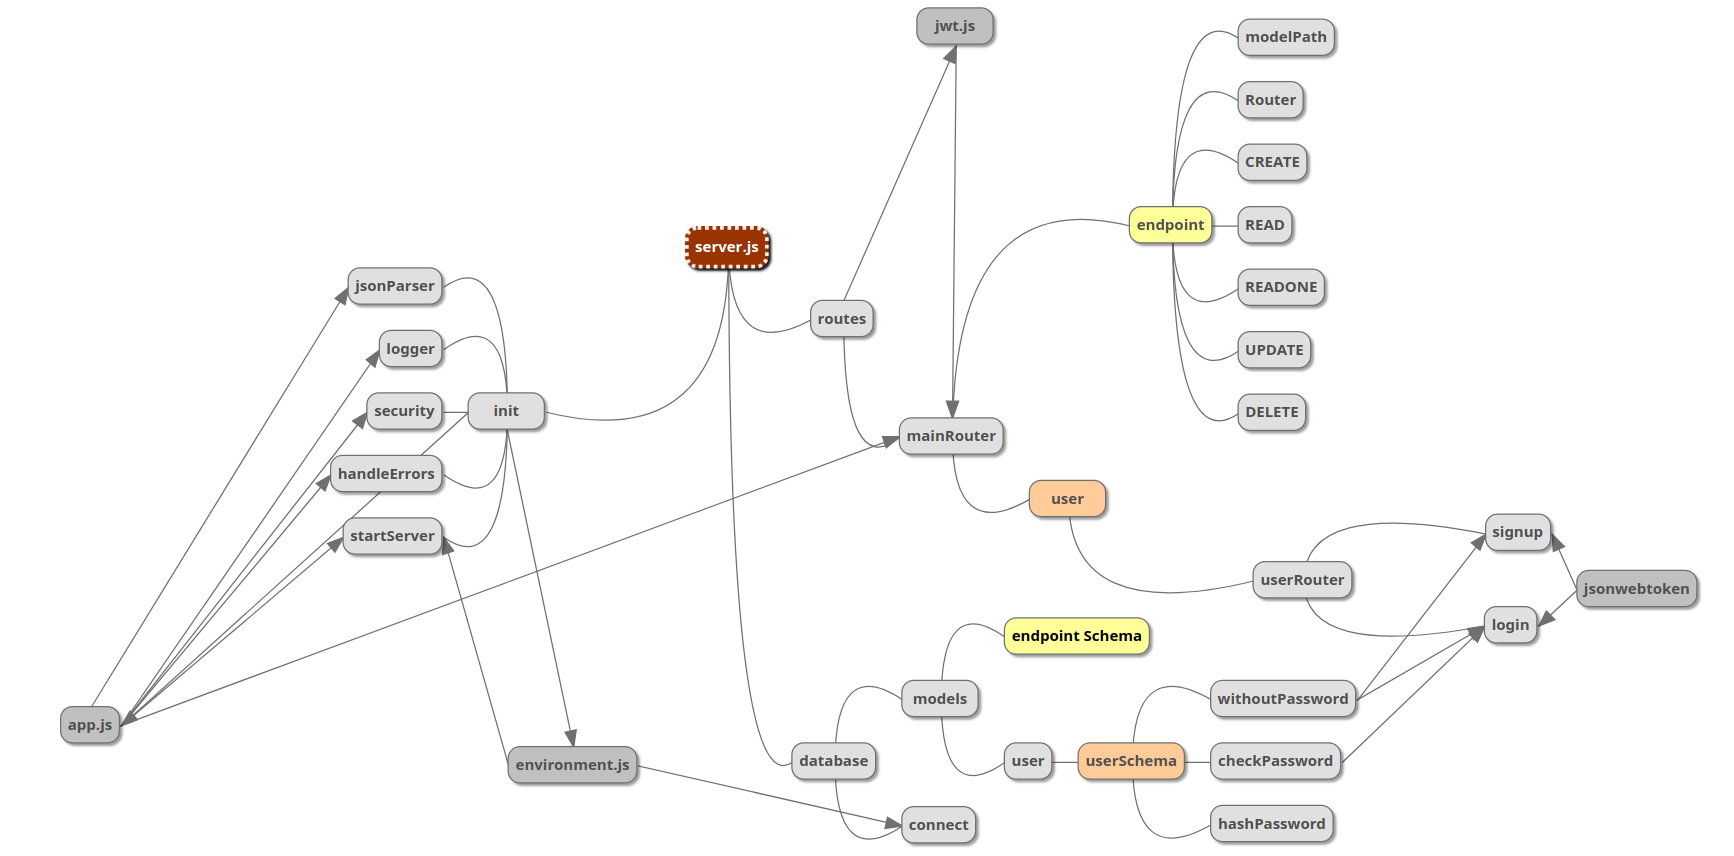 jwt.js
modelPath
Router
CREATE
endpoint
READ
server.js
jsonParser
READONE
routes
logger
UPDATE
security
init
DELETE
mainRouter
handleErrors
user
startServer
signup
userRouter
jsonwebtoken
login
endpoint Schema
models
withoutPassword
app.js
environment.js
database
user
userSchema
checkPassword
connect
hashPassword